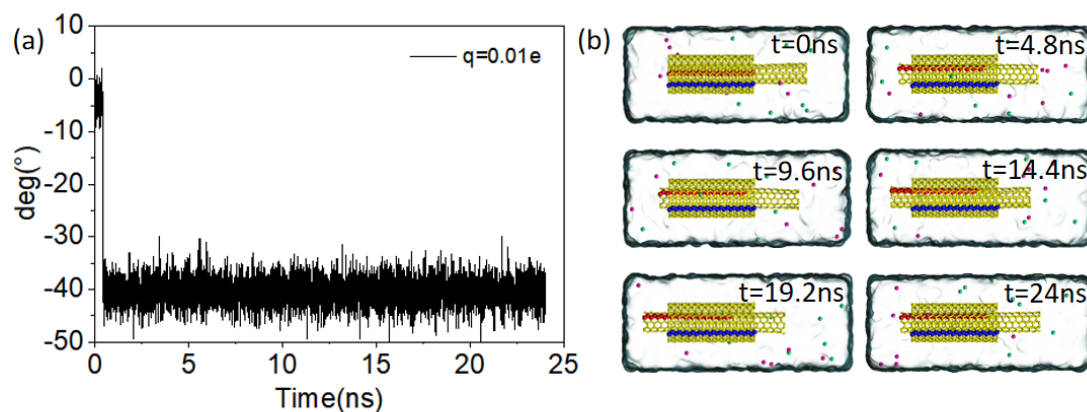 (a)
10
0
-10
-20
-30
-40
-50
deg(°)
q=0.01e
0 5 10 15 20 25
Time(ns)
(b)
t=0ns
t=4.8ns
t=9.6ns
t=14.4ns
t=19.2ns
t=24ns